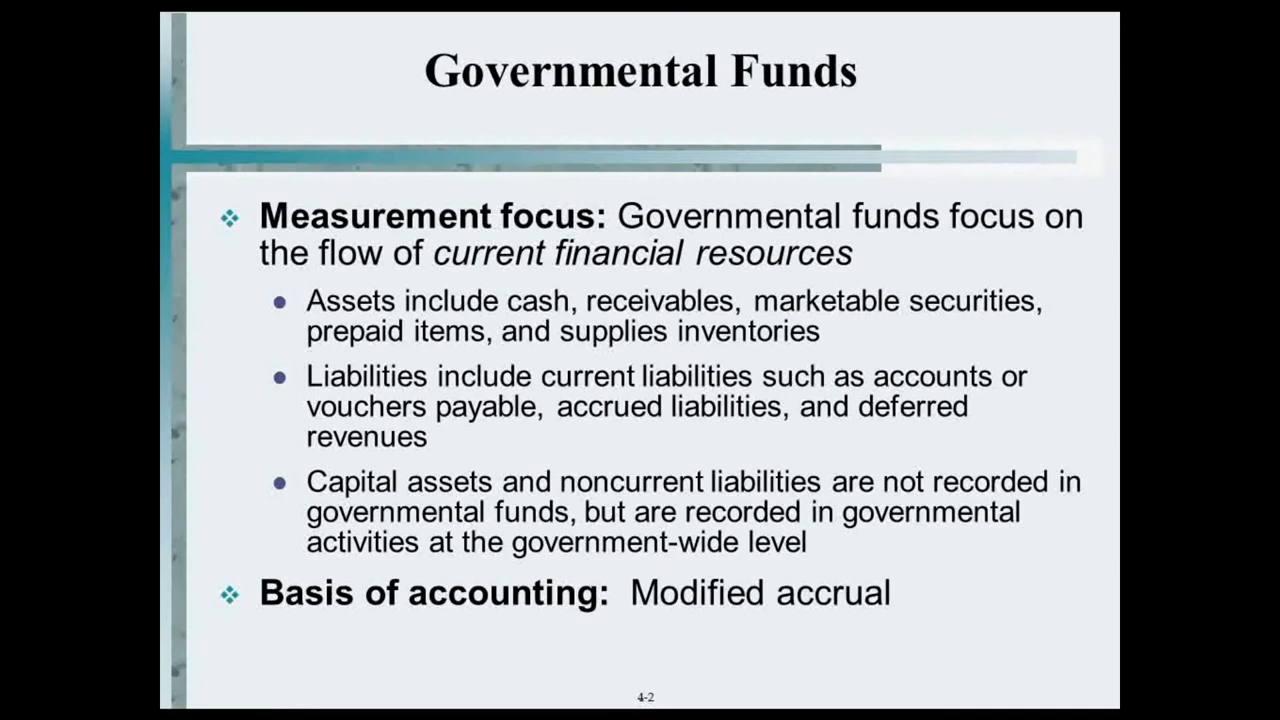 Governmental Funds
Measurement focus: Governmental funds focus on
the flow of current financial resources
Assets include cash, receivables, marketable securities,
prepaid items, and supplies inventories
Liabilities include current liabilities such as accounts or
vouchers payable, accrued liabilities, and deferred
revenues
Capital assets and noncurrent liabilities are not recorded in
governmental funds, but are recorded in governmental
activities at the government-wide level
Basis of accounting: Modified accrual
4-2